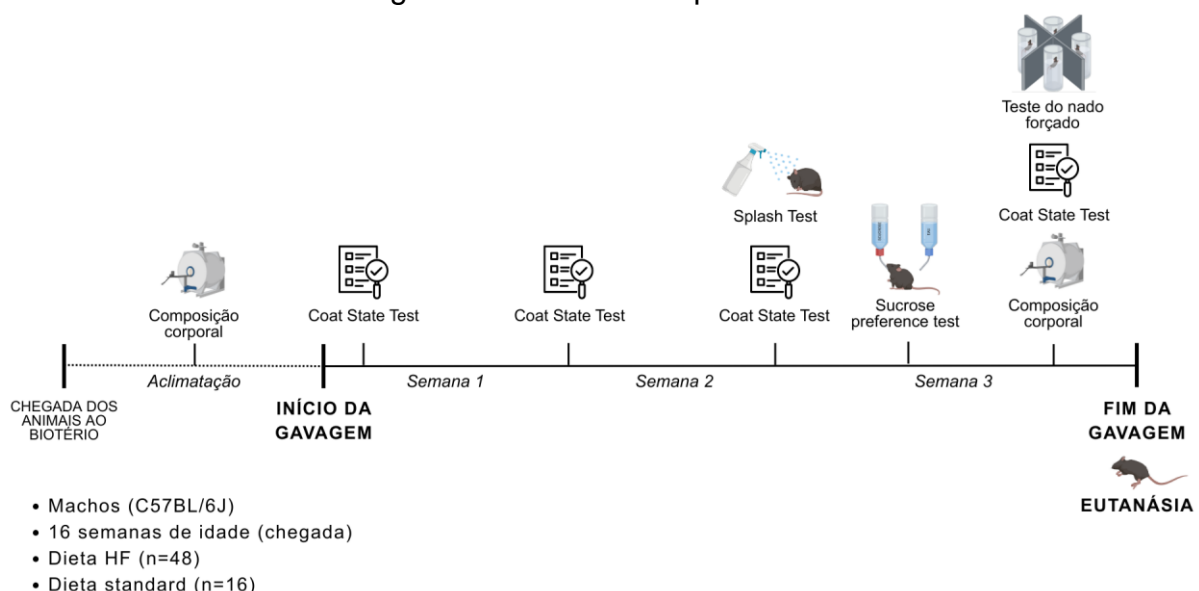 Teste do nado
forçado
Splash Test
Coat State Test
Composição
corporal
Coat State Test
Coat State Test
Coat State Test
Sucrose
preference test
Composição
corporal
Aclimatação
Semana 1
Semana 2
Semana 3
CHEGADA DOS
ANIMAIS AO
BIOTÉRIO
INÍCIO DA
GAVAGEM
FIM DA
GAVAGEM
EUTANÁSIA
• Machos (C57BL/6J)
• 16 semanas de idade (chegada)
• Dieta HF (n=48)
• Dieta standard (n=16)